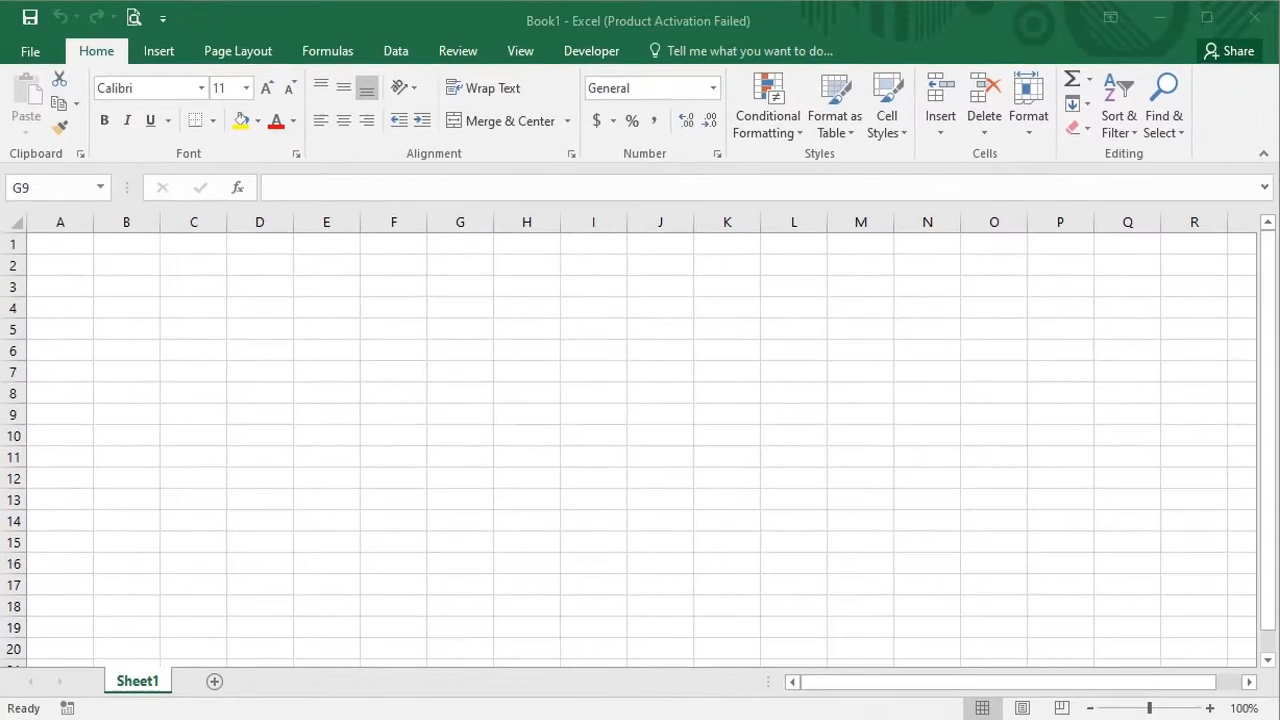 Book1 - Excel (Product Activation Failed)
File Home Insert Page Layout Formulas Data Review View Developer Tell me what you want to do... Share
Paste
Calibri 11
B I U
Wrap Text
Merge & Center
General
$ % ,
Conditional Formatting
Format as Table
Cell Styles
Insert
Delete
Format
Sort & Filter
Find & Select
Clipboard Font Alignment Number Styles Cells Editing
G9 fx
A B C D E F G H I J K L M N O P Q R
1
2
3
4
5
6
7
8
9
10
11
12
13
14
15
16
17
18
19
20
Sheet1
Ready 100%